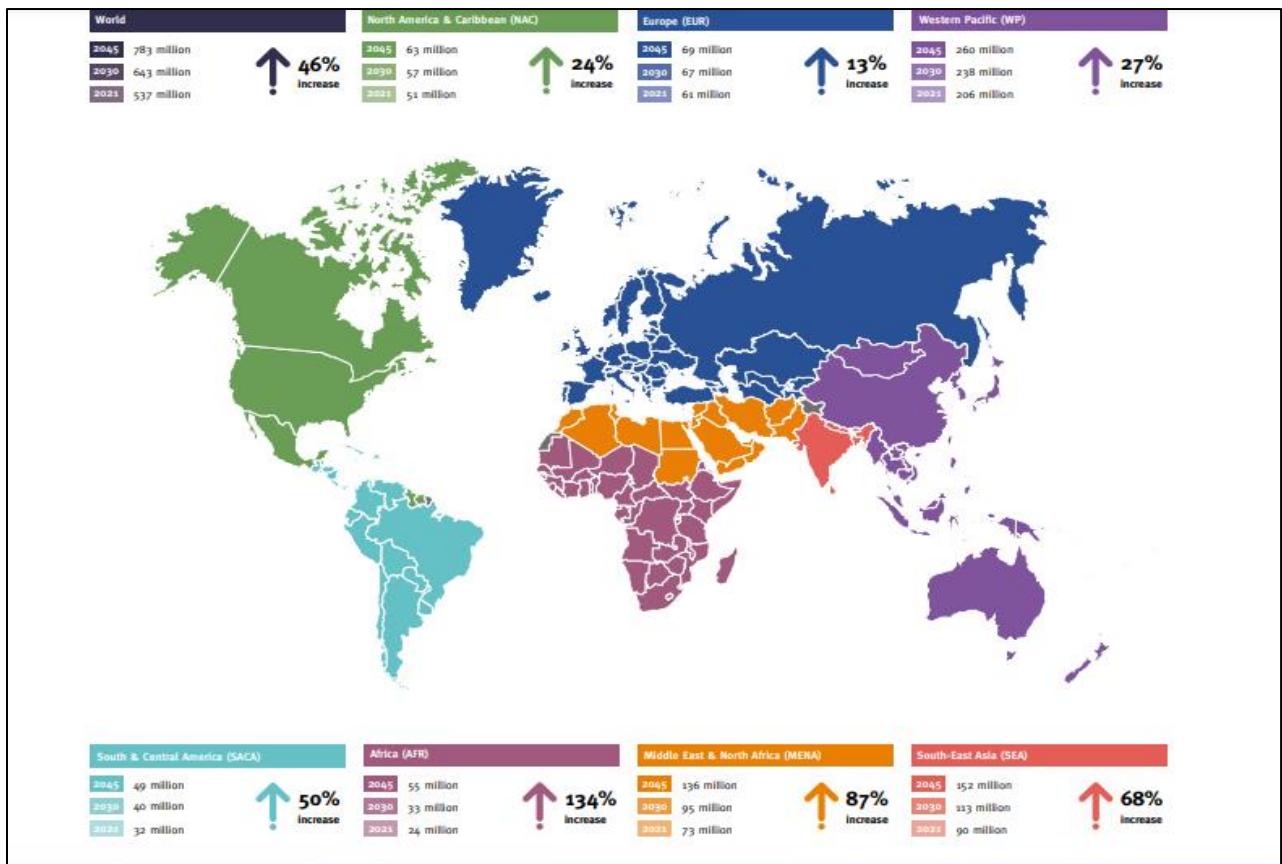 World
2045 783 million
2030 643 million
2021 537 million
46%
increase
North America & Caribbean (NAC)
2045 63 million
2030 57 million
2021 51 million
24%
increase
Europe (EUR)
2045 69 million
2030 67 million
2021 61 million
13%
increase
Western Pacific (WP)
2045 260 million
2030 238 million
2021 206 million
27%
increase
South & Central America (SACA)
2045 49 million
2030 40 million
2021 32 million
50%
increase
Africa (AFR)
2045 55 million
2030 33 million
2021 24 million
134%
increase
Middle East & North Africa (MENA)
2045 136 million
2030 95 million
2021 73 million
87%
increase
South-East Asia (SEA)
2045 152 million
2030 113 million
2021 90 million
68%
increase